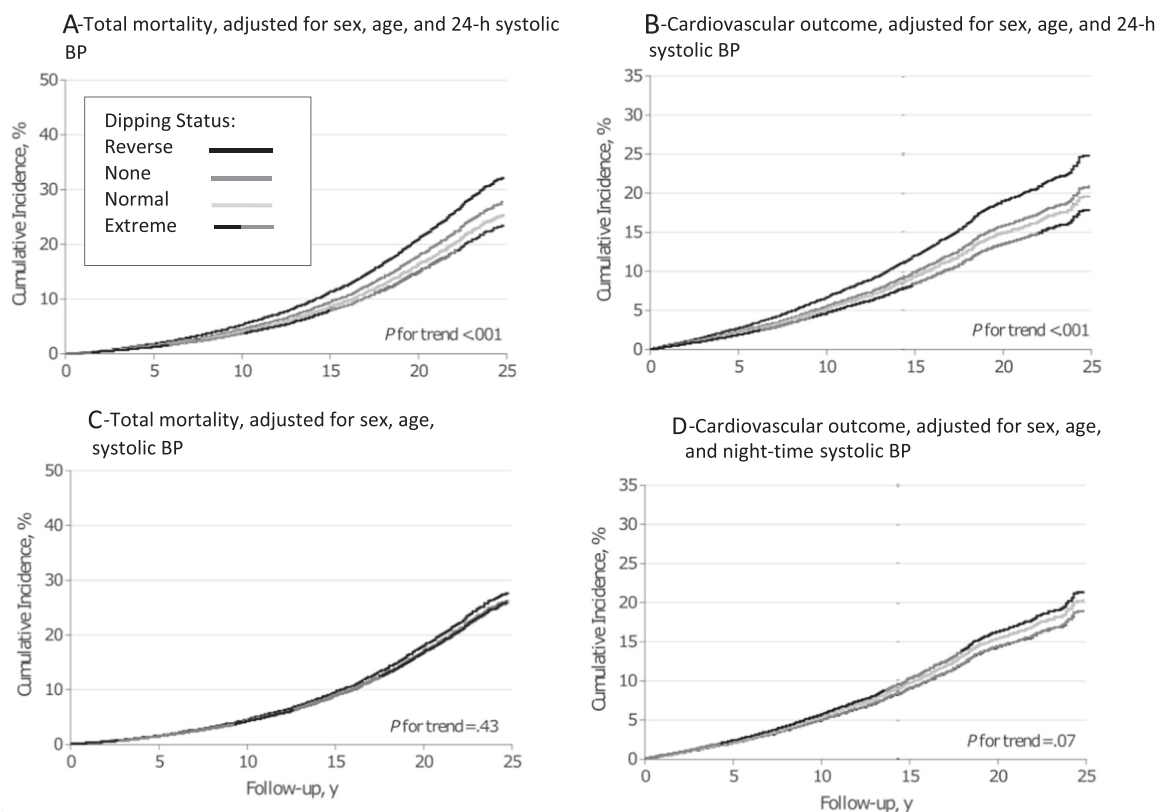 A-Total mortality, adjusted for sex, age, and 24-h systolic
BP
50
40
30
20
10
0
Cumulative Incidence, %
Dipping Status:
Reverse
None
Normal
Extreme
P for trend <.001
0 5 10 15 20 25
B-Cardiovascular outcome, adjusted for sex, age, and 24-h
systolic BP
35
30
25
20
15
10
5
0
Cumulative Incidence, %
P for trend <.001
0 5 10 15 20 25
C-Total mortality, adjusted for sex, age,
systolic BP
50
40
30
20
10
0
Cumulative Incidence, %
P for trend =.43
0 5 10 15 20 25
Follow-up, y
D-Cardiovascular outcome, adjusted for sex, age,
and night-time systolic BP
35
30
25
20
15
10
5
0
Cumulative Incidence, %
P for trend =.07
0 5 10 15 20 25
Follow-up, y